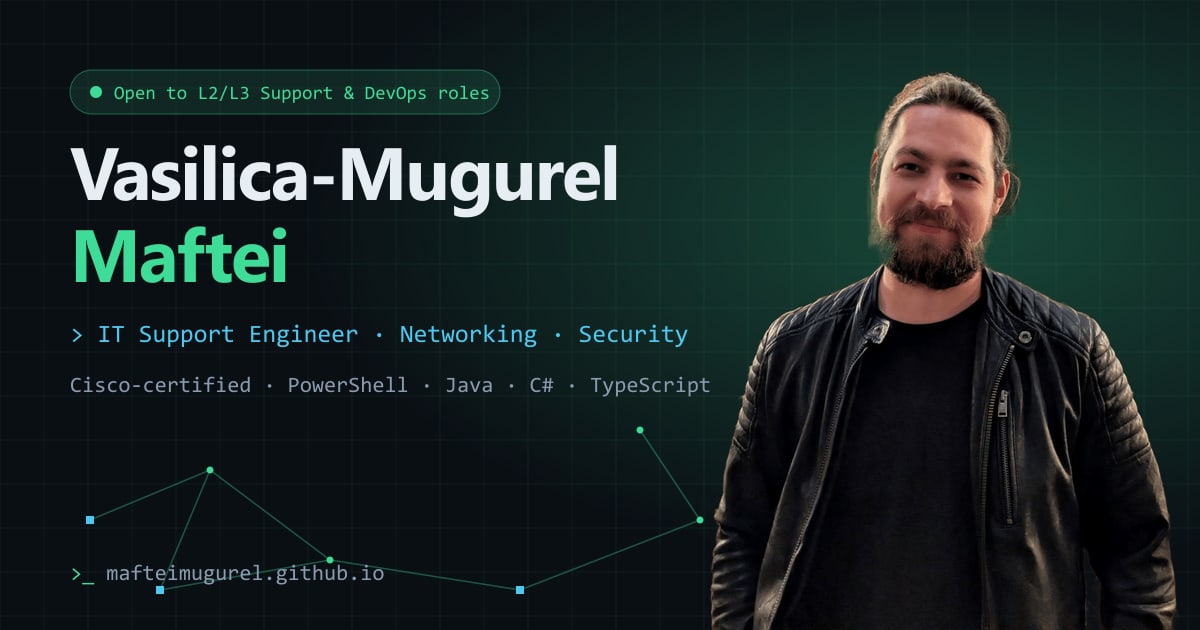 Open to L2/L3 Support & DevOps roles
Vasilica-Mugurel
Maftei
> IT Support Engineer · Networking · Security
Cisco-certified · PowerShell · Java · C# · TypeScript
>_ mafteimugurel.github.io